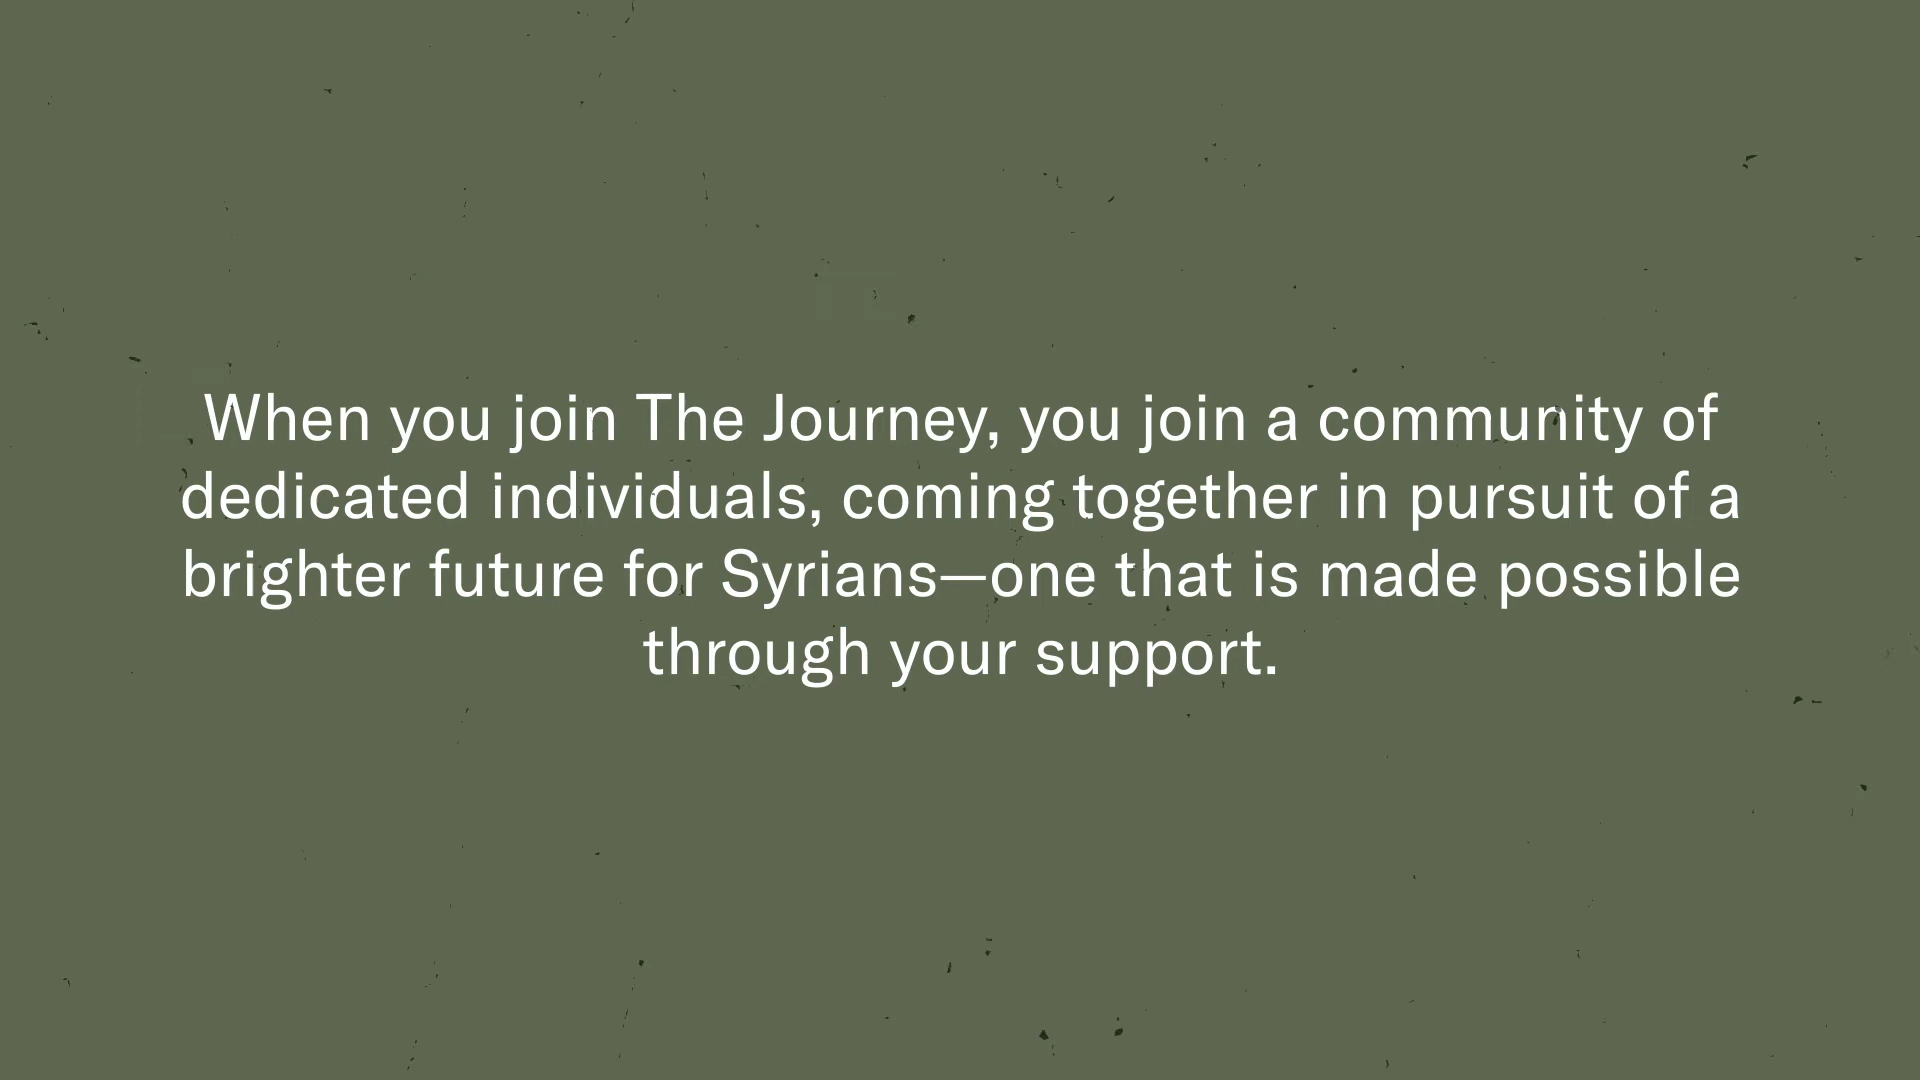 When you join The Journey, you join a community of
dedicated individuals, coming together in pursuit of a
brighter future for Syrians—one that is made possible
through your support.